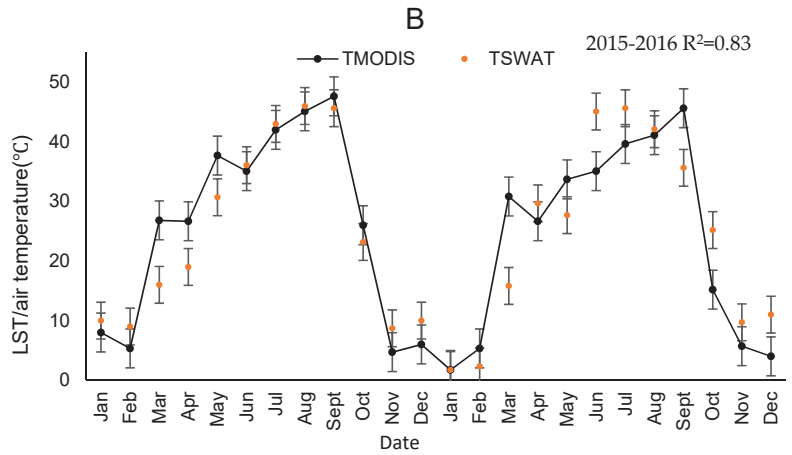 B
2015-2016 R²=0.83
TMODIS TSWAT
LST/air temperature(°C)
50
40
30
20
10
0
Jan Feb Mar Apr May Jun Jul Aug Sept Oct Nov Dec Jan Feb Mar Apr May Jun Jul Aug Sept Oct Nov Dec
Date